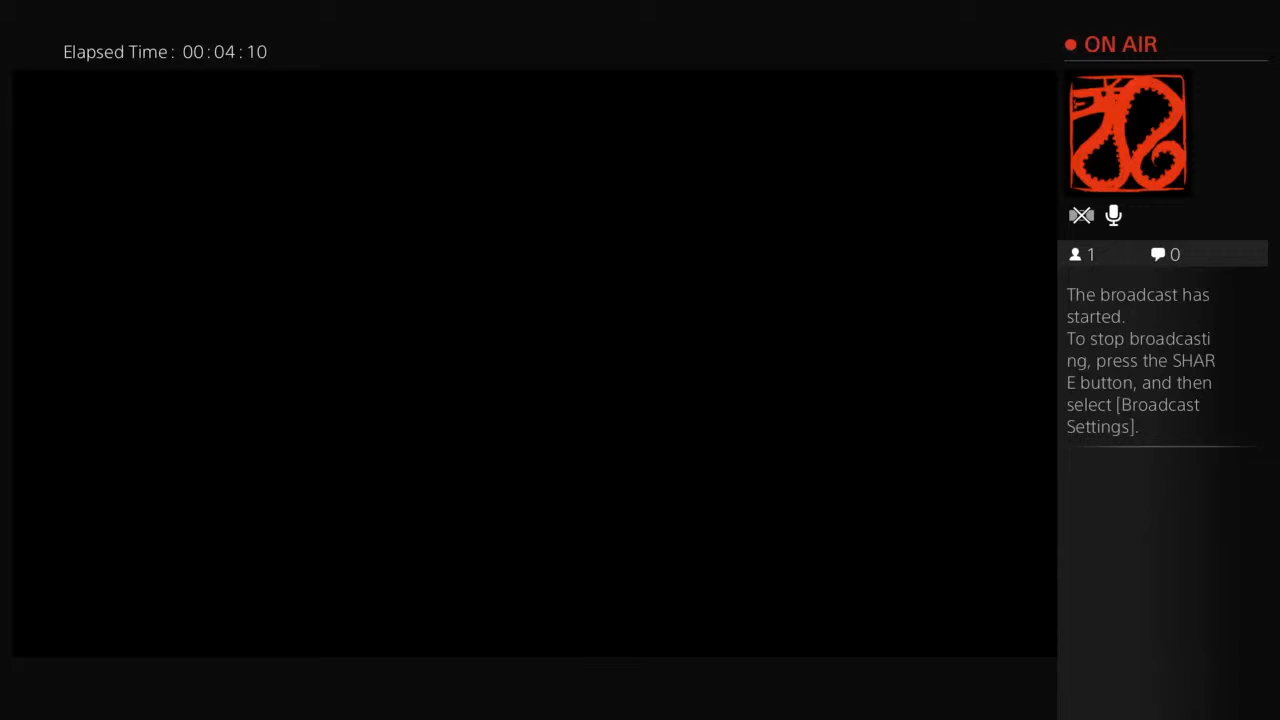 Elapsed Time: 00:04:10
ON AIR
1
0
The broadcast has
started.
To stop broadcasti
ng, press the SHAR
E button, and then
select [Broadcast
Settings].